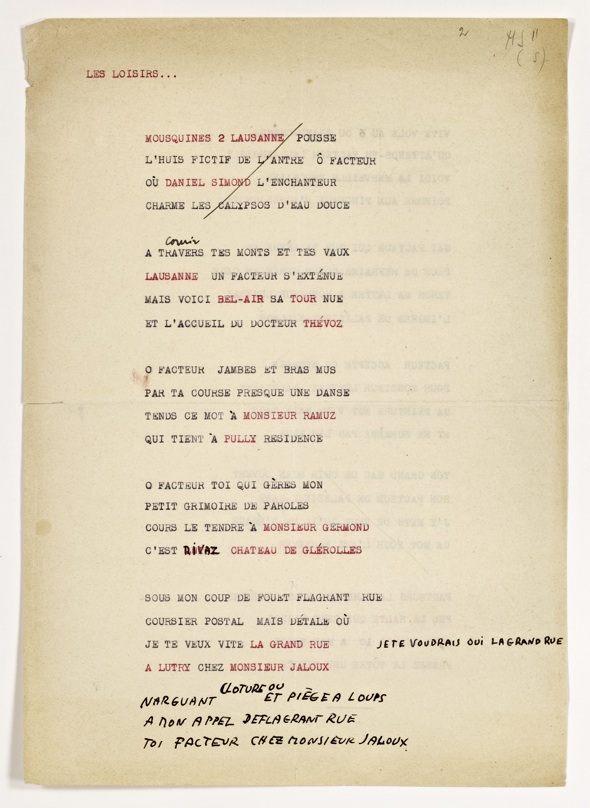 2
LES LOISIRS...
MOUSQUINES 2 LAUSANNE POUSSE
L'HUIS FICTIF DE L'ANTRE Ô FACTEUR
OÙ DANIEL SIMOND L'ENCHANTEUR
CHARME LES CALYPSOS D'EAU DOUCE
Courir
A TRAVERS TES MONTS ET TES VAUX
LAUSANNE UN FACTEUR S'EXTÉNUE
MAIS VOICI BEL-AIR SA TOUR NUE
ET L'ACCUEIL DU DOCTEUR THÉVOZ
O FACTEUR JAMBES ET BRAS MUS
PAR TA COURSE PRESQUE UNE DANSE
TENDS CE MOT À MONSIEUR RAMUZ
QUI TIENT À PULLY RESIDENCE
O FACTEUR TOI QUI GÈRES MON
PETIT GRIMOIRE DE PAROLES
COURS LE TENDRE À MONSIEUR GERMOND
C'EST RIVAZ CHATEAU DE GLÉROLLES
SOUS MON COUP DE FOUET FLAGRANT RUE
COURSIER POSTAL MAIS DÉTALE OÙ
JE TE VEUX VITE LA GRAND RUE
JE TE VOUDRAIS OUI LA GRAND RUE
A LUTRY CHEZ MONSIEUR JALOUX
CLOTURE OU
NARGUANT ET PIÈGE A LOUPS
A MON APPEL DEFLAGRANT RUE
TOI FACTEUR CHEZ MONSIEUR JALOUX